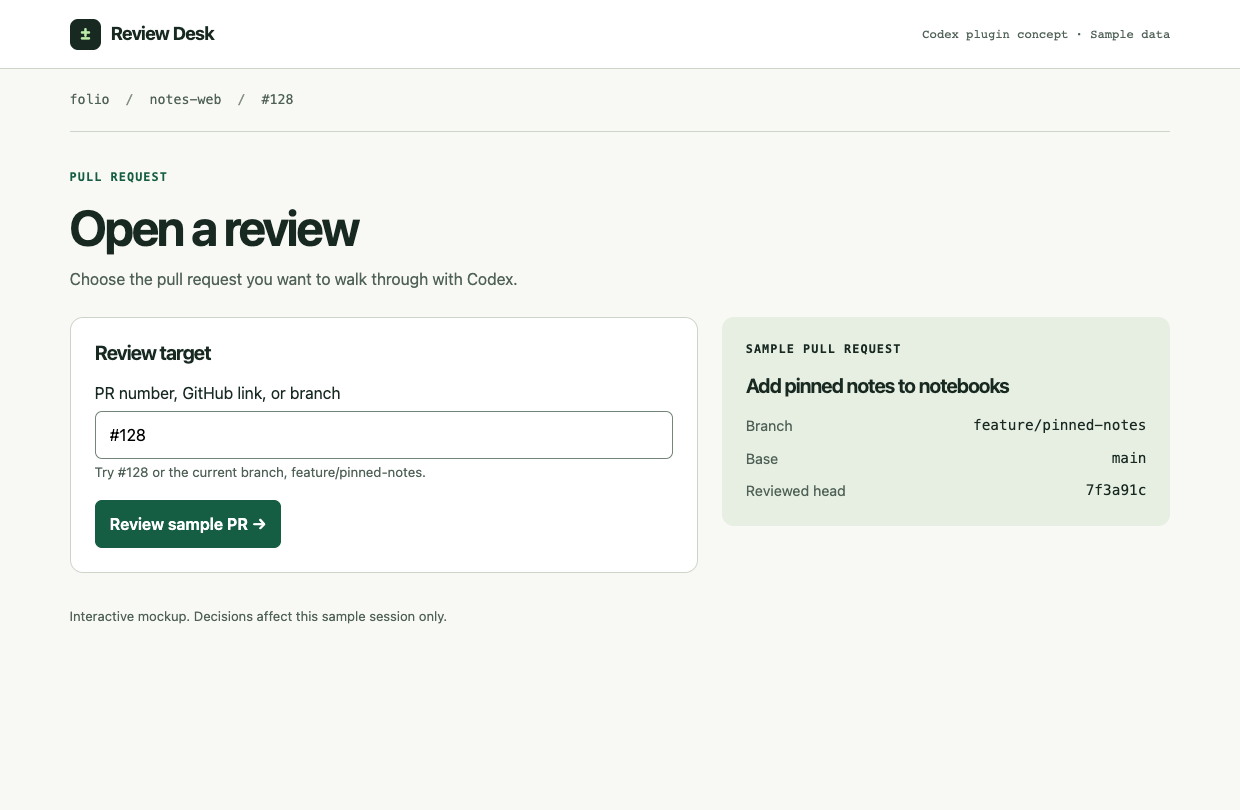 ± Review Desk
Codex plugin concept · Sample data
folio / notes-web / #128
PULL REQUEST
Open a review
Choose the pull request you want to walk through with Codex.
Review target
PR number, GitHub link, or branch
#128
Try #128 or the current branch, feature/pinned-notes.
Review sample PR →
SAMPLE PULL REQUEST
Add pinned notes to notebooks
Branch feature/pinned-notes
Base main
Reviewed head 7f3a91c
Interactive mockup. Decisions affect this sample session only.